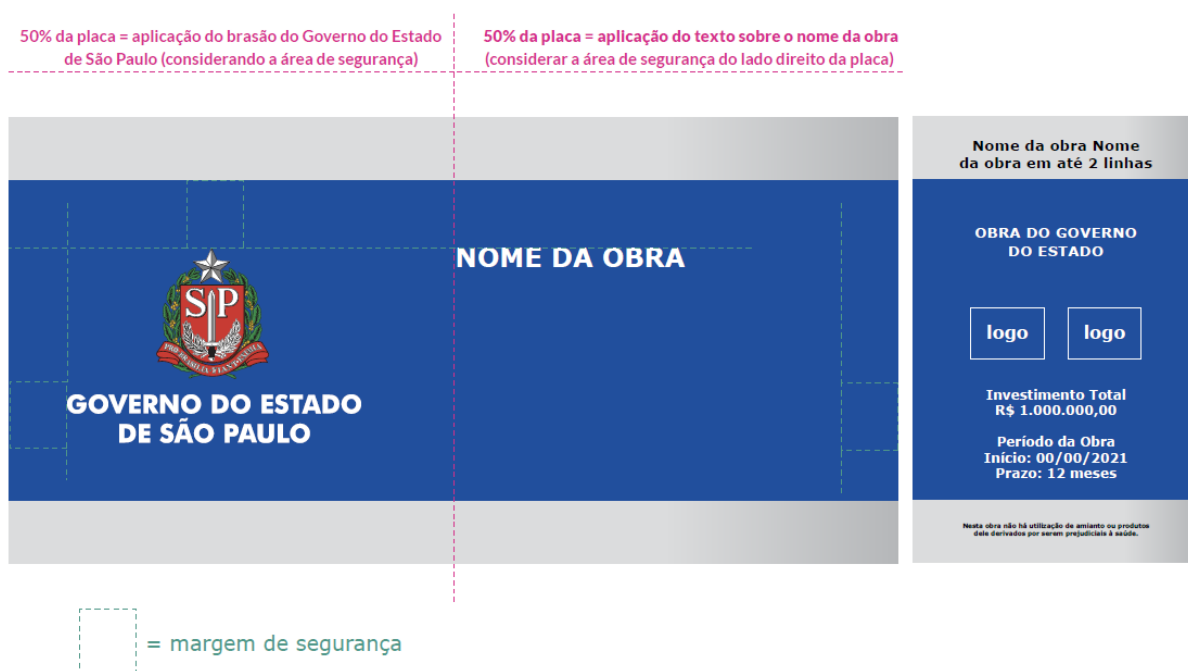 50% da placa = aplicação do brasão do Governo do Estado
de São Paulo (considerando a área de segurança)
50% da placa = aplicação do texto sobre o nome da obra
(considerar a área de segurança do lado direito da placa)
NOME DA OBRA
SP
PRO BRASILIA FIANT EXIMIA
GOVERNO DO ESTADO
DE SÃO PAULO
Nome da obra Nome
da obra em até 2 linhas
OBRA DO GOVERNO
DO ESTADO
logo logo
Investimento Total
R$ 1.000.000,00
Período da Obra
Início: 00/00/2021
Prazo: 12 meses
Nesta obra não há utilização de amianto ou produtos
dele derivados por serem prejudiciais à saúde.
= margem de segurança